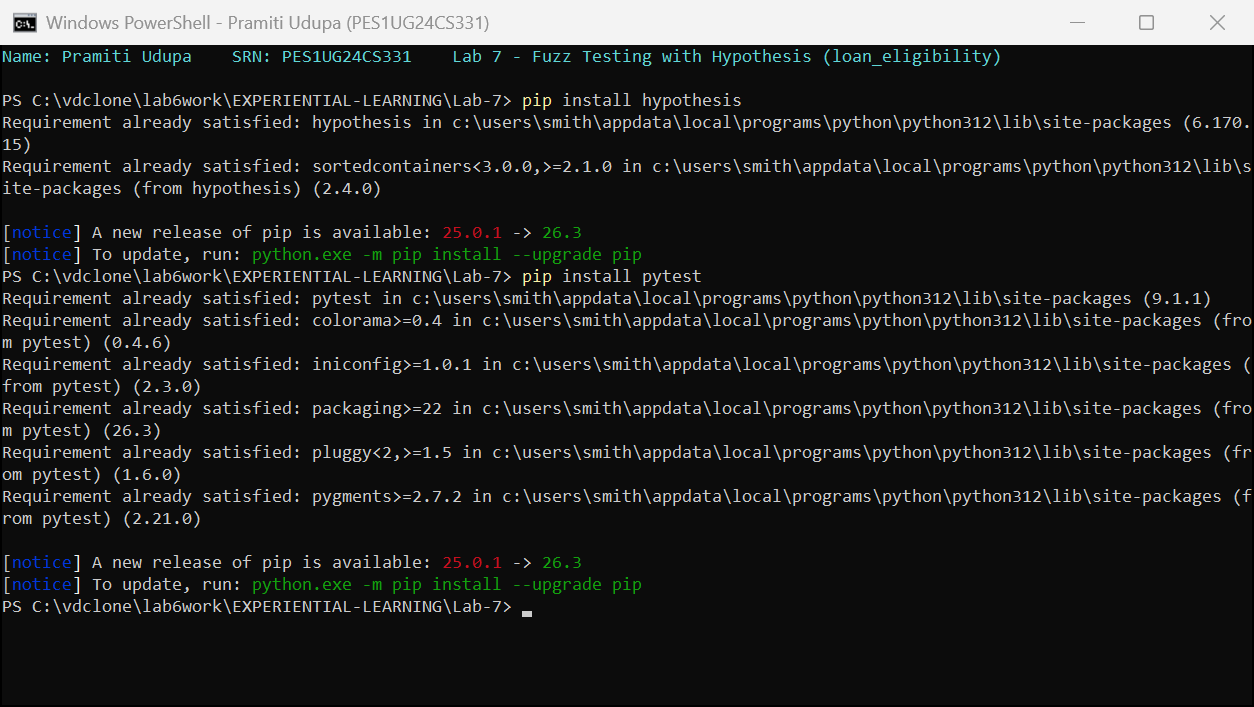 Windows PowerShell - Pramiti Udupa (PES1UG24CS331)
Name: Pramiti Udupa    SRN: PES1UG24CS331    Lab 7 - Fuzz Testing with Hypothesis (loan_eligibility)
PS C:\vdclone\lab6work\EXPERIENTIAL-LEARNING\Lab-7> pip install hypothesis
Requirement already satisfied: hypothesis in c:\users\smith\appdata\local\programs\python\python312\lib\site-packages (6.170.
15)
Requirement already satisfied: sortedcontainers<3.0.0,>=2.1.0 in c:\users\smith\appdata\local\programs\python\python312\lib\s
ite-packages (from hypothesis) (2.4.0)
[notice] A new release of pip is available: 25.0.1 -> 26.3
[notice] To update, run: python.exe -m pip install --upgrade pip
PS C:\vdclone\lab6work\EXPERIENTIAL-LEARNING\Lab-7> pip install pytest
Requirement already satisfied: pytest in c:\users\smith\appdata\local\programs\python\python312\lib\site-packages (9.1.1)
Requirement already satisfied: colorama>=0.4 in c:\users\smith\appdata\local\programs\python\python312\lib\site-packages (fro
m pytest) (0.4.6)
Requirement already satisfied: iniconfig>=1.0.1 in c:\users\smith\appdata\local\programs\python\python312\lib\site-packages (
from pytest) (2.3.0)
Requirement already satisfied: packaging>=22 in c:\users\smith\appdata\local\programs\python\python312\lib\site-packages (fro
m pytest) (26.3)
Requirement already satisfied: pluggy<2,>=1.5 in c:\users\smith\appdata\local\programs\python\python312\lib\site-packages (fr
om pytest) (1.6.0)
Requirement already satisfied: pygments>=2.7.2 in c:\users\smith\appdata\local\programs\python\python312\lib\site-packages (f
rom pytest) (2.21.0)
[notice] A new release of pip is available: 25.0.1 -> 26.3
[notice] To update, run: python.exe -m pip install --upgrade pip
PS C:\vdclone\lab6work\EXPERIENTIAL-LEARNING\Lab-7>